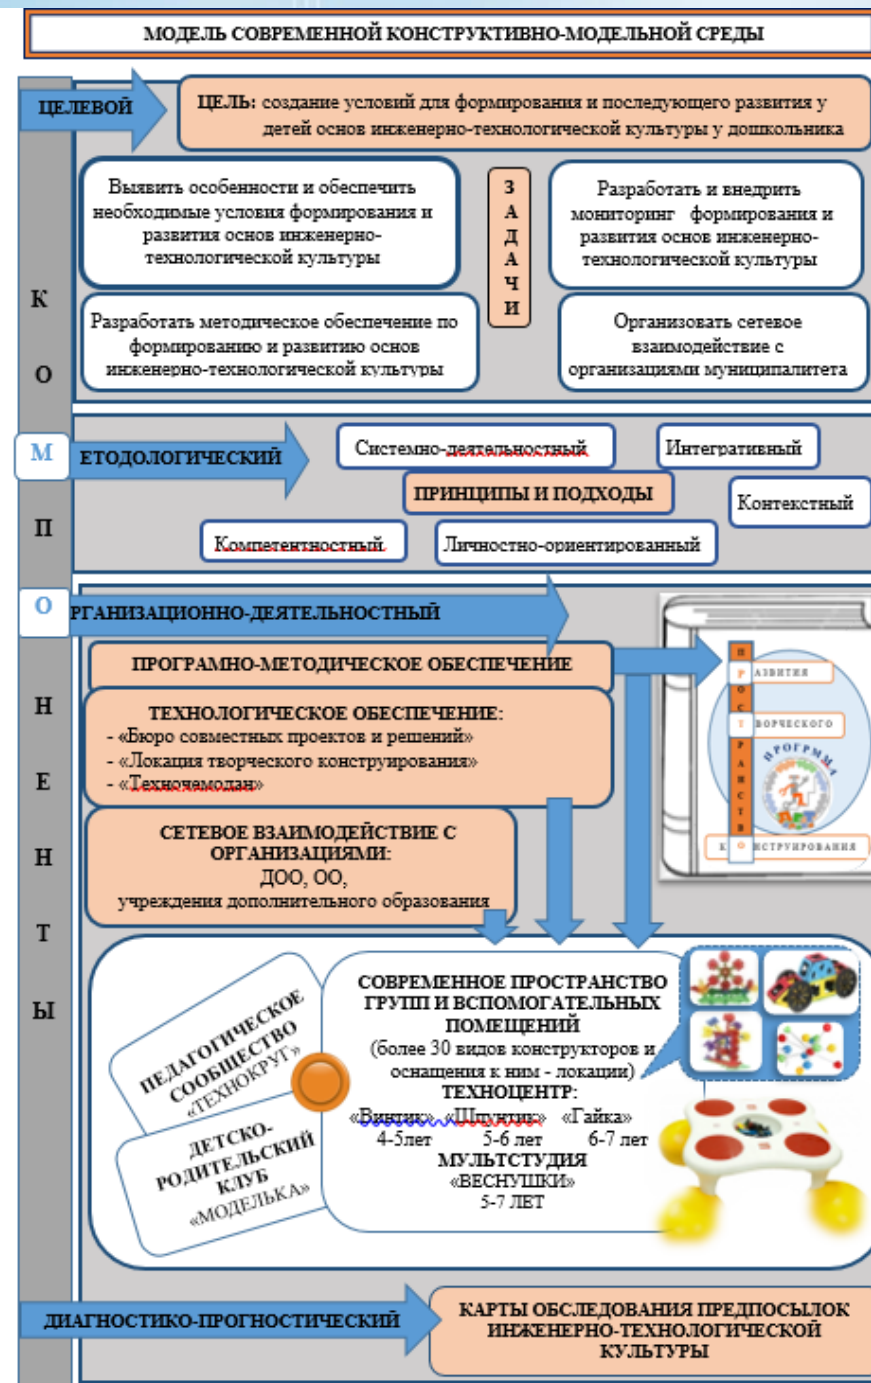 МОДЕЛЬ СОВРЕМЕННОЙ КОНСТРУКТИВНО-МОДЕЛЬНОЙ СРЕДЫ
К
О
М
П
О
Н
Е
Н
Т
Ы
ЦЕЛЕВОЙ
ЦЕЛЬ: создание условий для формирования и последующего развития у
детей основ инженерно-технологической культуры у дошкольника
Выявить особенности и обеспечить
необходимые условия формирования и
развития основ инженерно-
технологической культуры
З
А
Д
А
Ч
И
Разработать и внедрить
мониторинг формирования и
развития основ инженерно-
технологической культуры
Разработать методическое обеспечение по
формированию и развитию основ
инженерно-технологической культуры
Организовать сетевое
взаимодействие с
организациями муниципалитета
ЕТОДОЛОГИЧЕСКИЙ
Системно-деятельностный
Интегративный
ПРИНЦИПЫ И ПОДХОДЫ
Контекстный
Компетентностный
Личностно-ориентированный
РГАНИЗАЦИОННО-ДЕЯТЕЛЬНОСТНЫЙ
ПРОГРАМНО-МЕТОДИЧЕСКОЕ ОБЕСПЕЧЕНИЕ
ТЕХНОЛОГИЧЕСКОЕ ОБЕСПЕЧЕНИЕ:
- «Бюро совместных проектов и решений»
- «Локация творческого конструирования»
- «Техночемодан»
СЕТЕВОЕ ВЗАИМОДЕЙСТВИЕ С
ОРГАНИЗАЦИЯМИ:
ДОО, ОО,
учреждения дополнительного образования
П
Р АЗВИТИЯ
О
С
Т ВОРЧЕСКОГО
Р
А
Н
С
Т
В
К О НСТРУИРОВАНИЯ
ПРОГРММА
ПЕДАГОГИЧЕСКОЕ
СООБЩЕСТВО
«ТЕХНОКРУГ»
ДЕТСКО-
РОДИТЕЛЬСКИЙ
КЛУБ
«МОДЕЛЬКА»
СОВРЕМЕННОЕ ПРОСТРАНСТВО
ГРУПП И ВСПОМОГАТЕЛЬНЫХ
ПОМЕЩЕНИЙ
(более 30 видов конструкторов и
оснащения к ним - локации)
ТЕХНОЦЕНТР:
«Винтик» «Шпунтик» «Гайка»
4-5лет 5-6 лет 6-7 лет
МУЛЬТСТУДИЯ
«ВЕСНУШКИ»
5-7 ЛЕТ
ДИАГНОСТИКО-ПРОГНОСТИЧЕСКИЙ
КАРТЫ ОБСЛЕДОВАНИЯ ПРЕДПОСЫЛОК
ИНЖЕНЕРНО-ТЕХНОЛОГИЧЕСКОЙ
КУЛЬТУРЫ